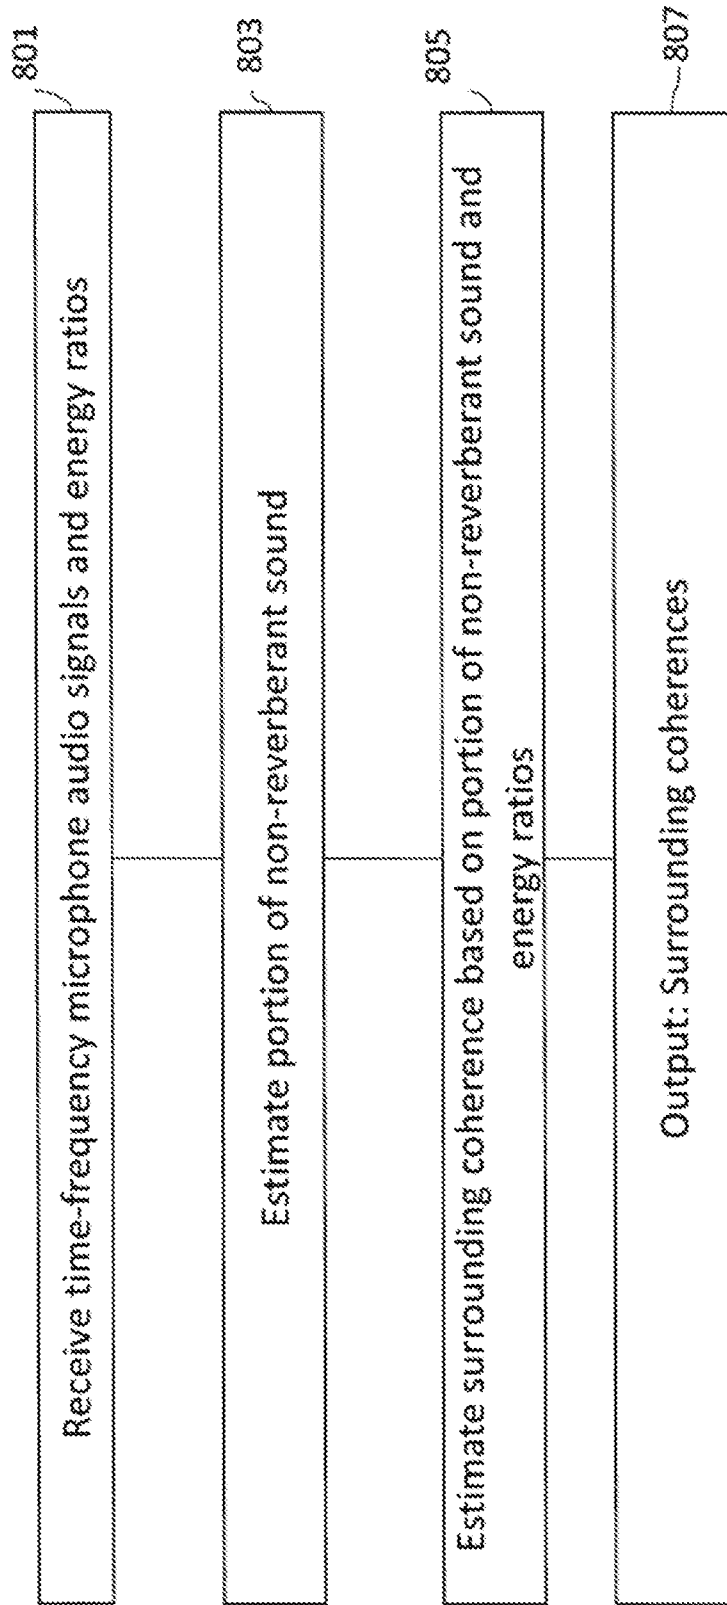 801
Receive time-frequency microphone audio signals and energy ratios
803
Estimate portion of non-reverberant sound
805
Estimate surrounding coherence based on portion of non-reverberant sound and
energy ratios
807
Output: Surrounding coherences